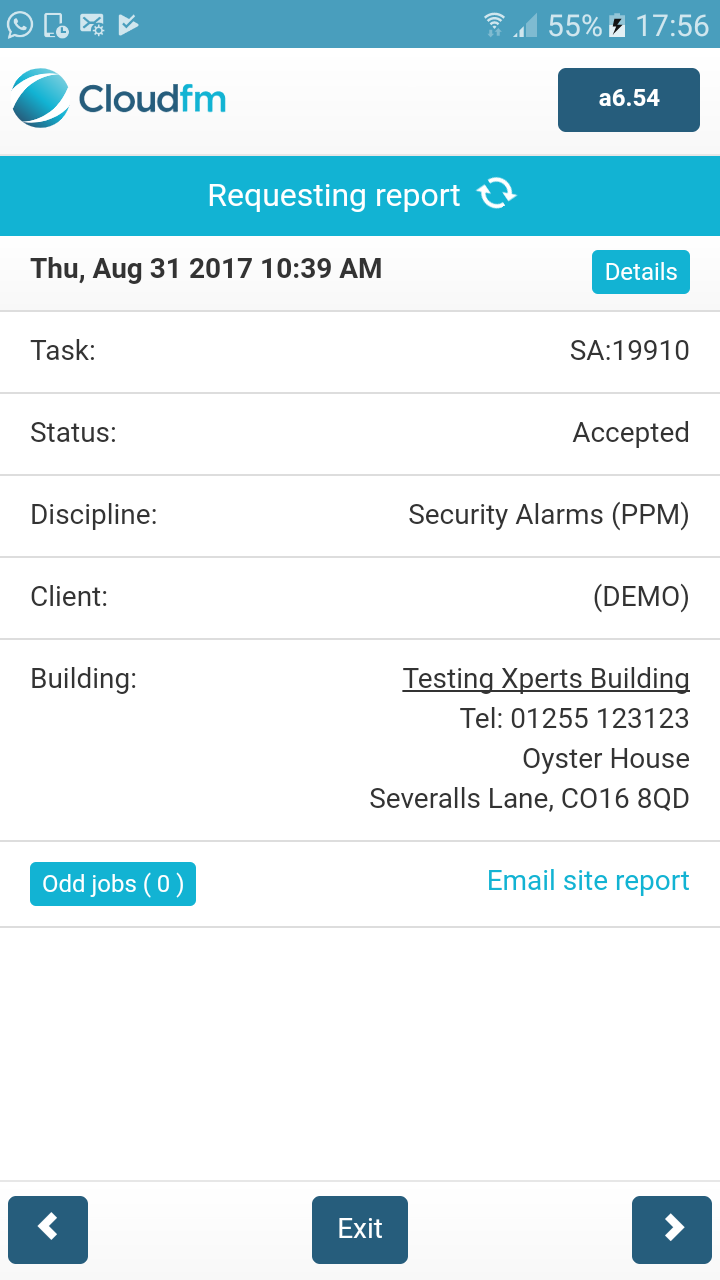 55% 17:56
Cloudfm
a6.54
Requesting report
Thu, Aug 31 2017 10:39 AM
Details
Task: SA:19910
Status: Accepted
Discipline: Security Alarms (PPM)
Client: (DEMO)
Building: Testing Xperts Building
Tel: 01255 123123
Oyster House
Severalls Lane, CO16 8QD
Odd jobs ( 0 ) Email site report
Exit